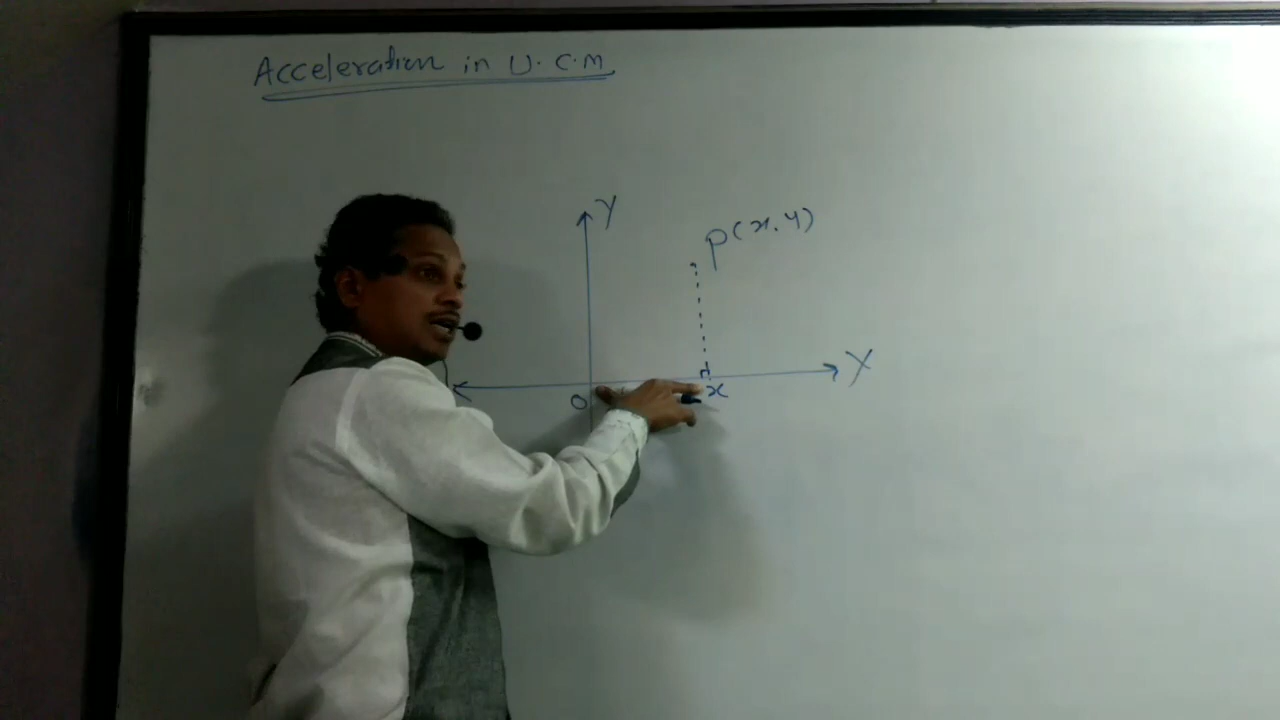 Acceleration in U.C.M
Y
P(x,y)
X
O
x